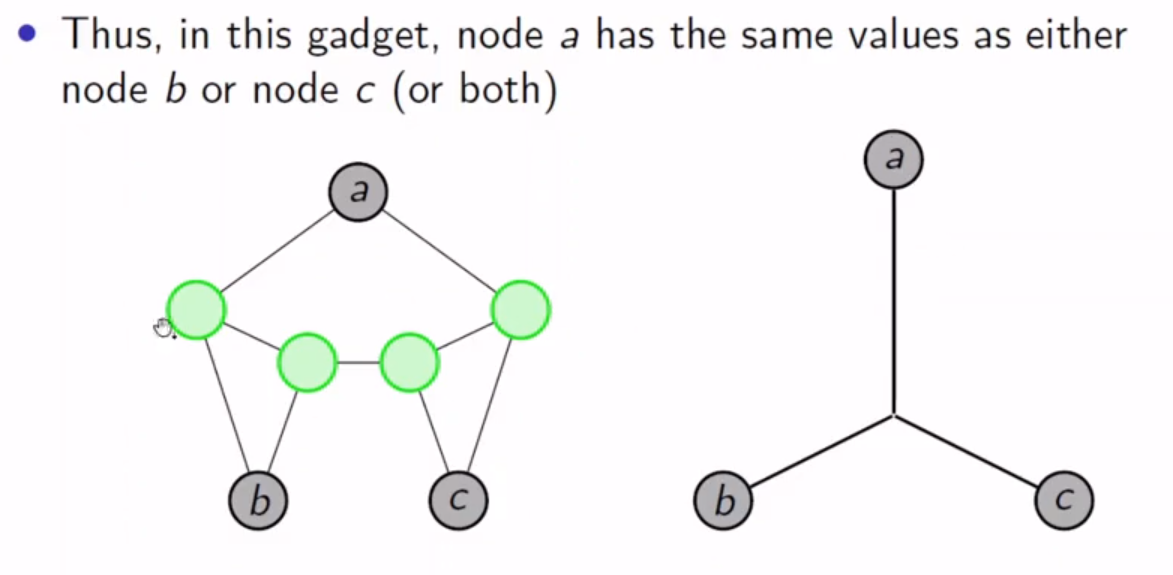 Thus, in this gadget, node a has the same values as either
node b or node c (or both)
a
a
b
c
b
c